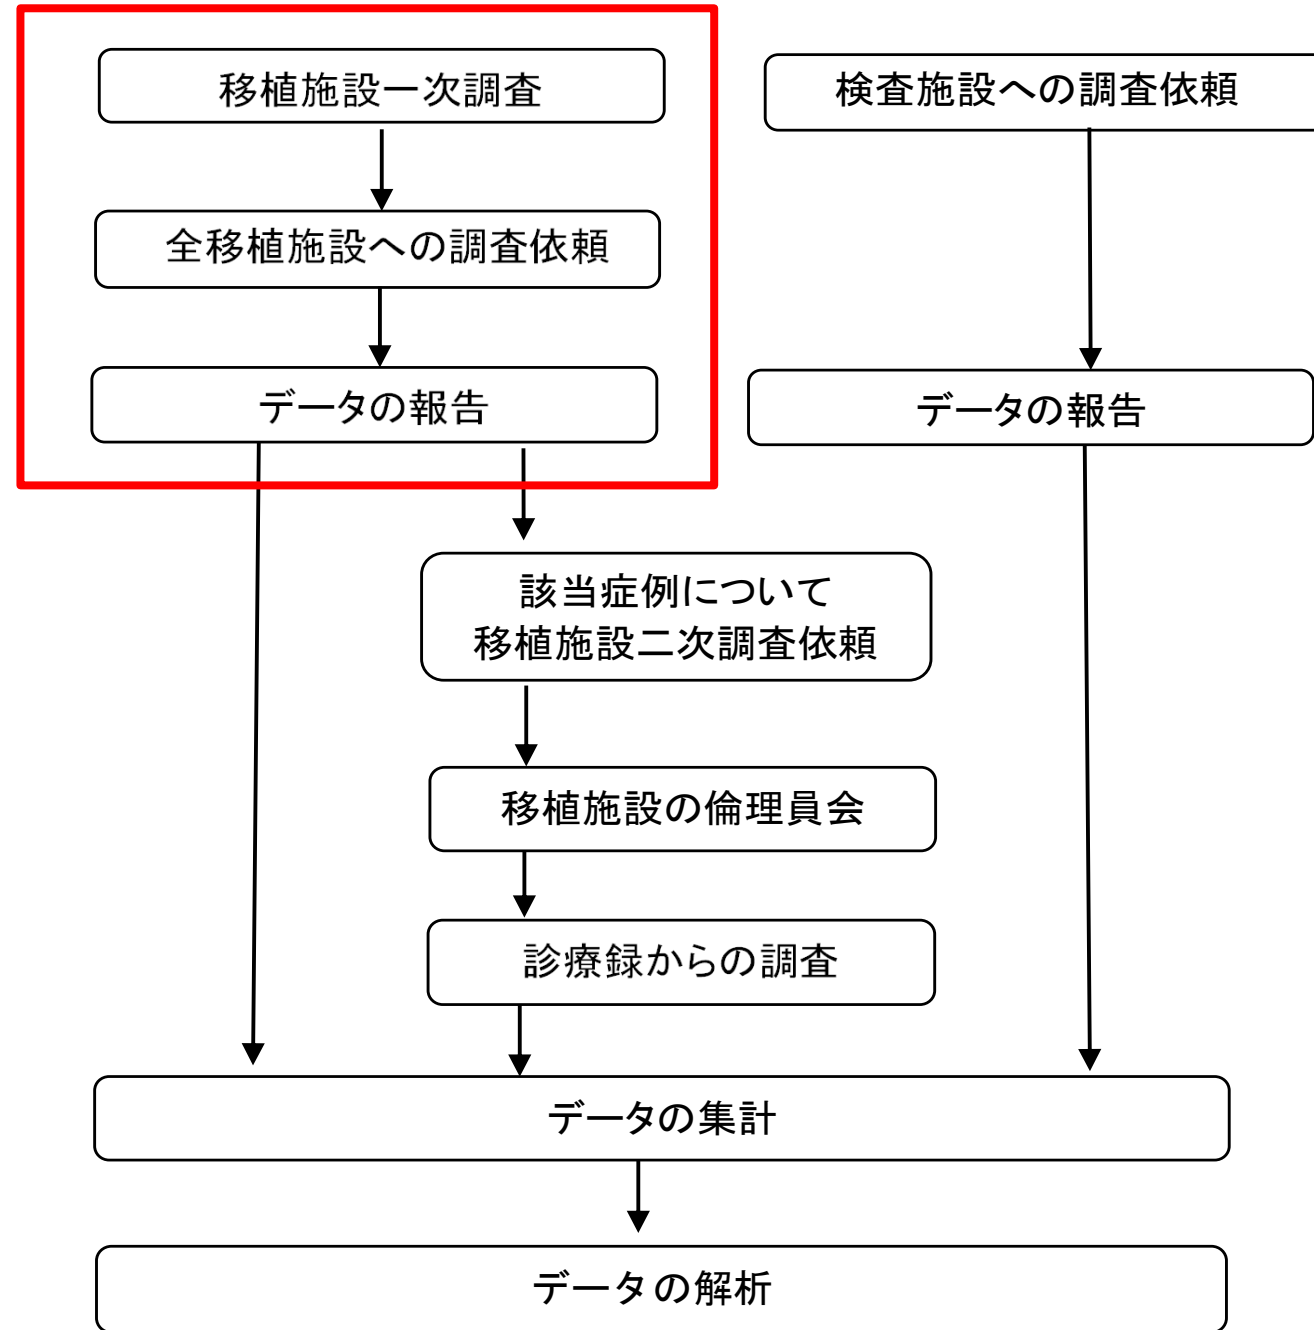 移植施設一次調査
検査施設への調査依頼
全移植施設への調査依頼
データの報告
データの報告
該当症例について
移植施設二次調査依頼
移植施設の倫理員会
診療録からの調査
データの集計
データの解析